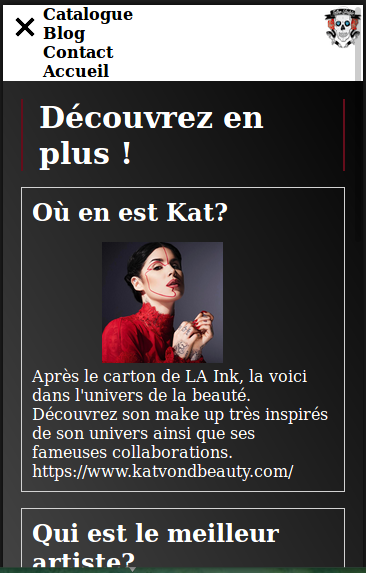 Catalogue
Blog
Contact
Accueil
Découvrez en
plus !
Où en est Kat?
Après le carton de LA Ink, la voici
dans l'univers de la beauté.
Découvrez son make up très inspirés
de son univers ainsi que ses
fameuses collaborations.
https://www.katvondbeauty.com/
Qui est le meilleur
artiste?